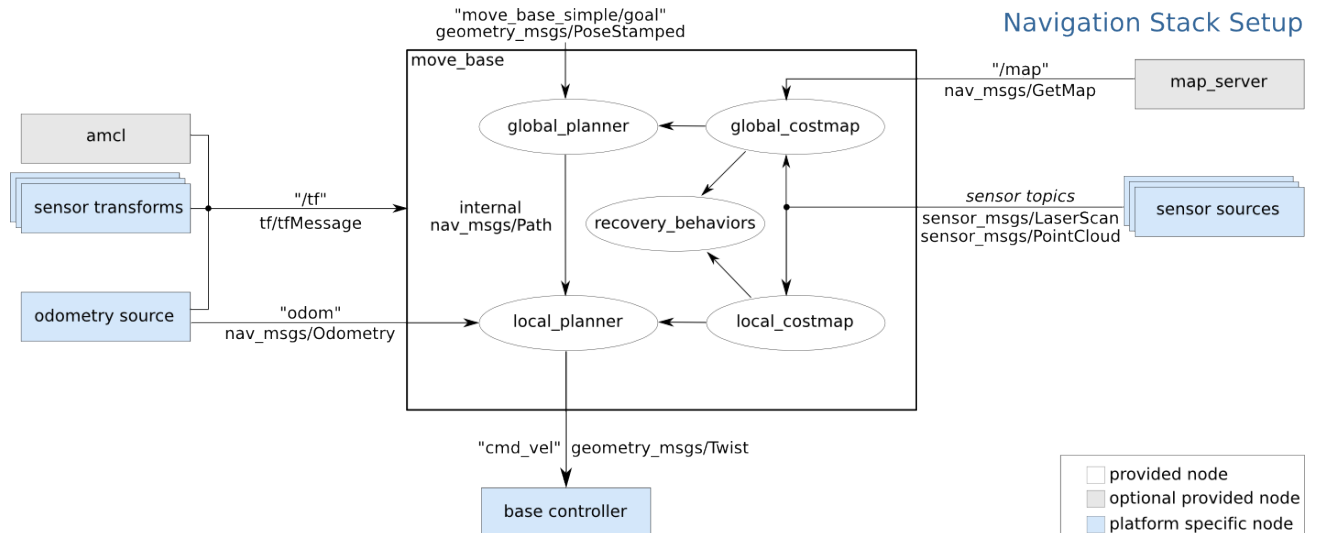 "move_base_simple/goal"
geometry_msgs/PoseStamped
Navigation Stack Setup
move_base
"/map"
nav_msgs/GetMap
map_server
amcl
global_planner
global_costmap
sensor transforms
"/tf"
tf/tfMessage
internal
nav_msgs/Path
recovery_behaviors
sensor topics
sensor_msgs/LaserScan
sensor_msgs/PointCloud
sensor sources
odometry source
"odom"
nav_msgs/Odometry
local_planner
local_costmap
"cmd_vel"
geometry_msgs/Twist
base controller
provided node
optional provided node
platform specific node